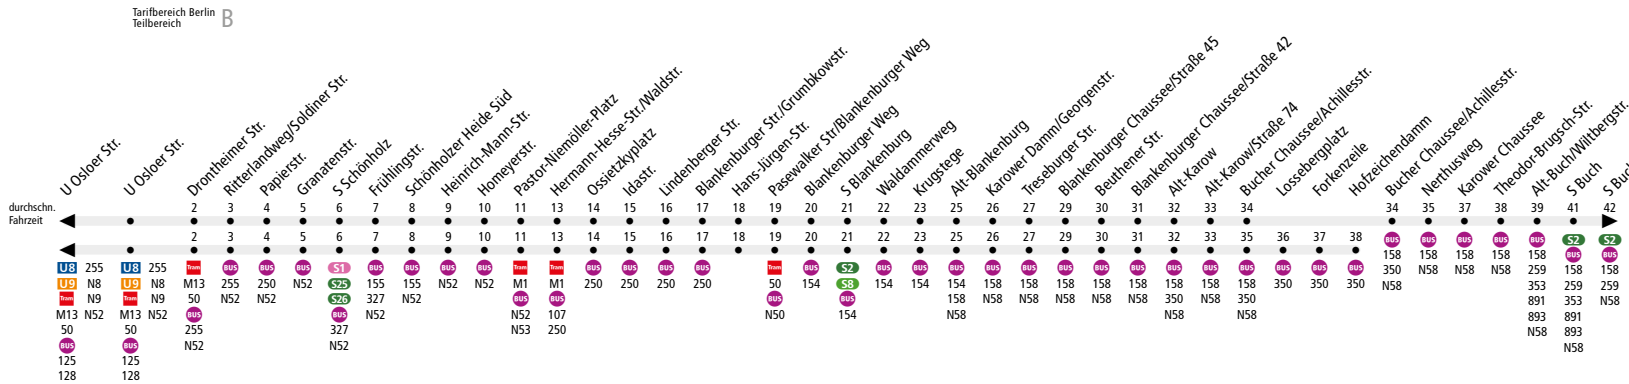 Tarifbereich Berlin
Teilbereich
B
U Osloer Str.
U Osloer Str.
Drontheimer Str.
Ritterlandweg/Soldiner Str.
Papierstr.
Granatenstr.
S Schönholz
Frühlingstr.
Schönholzer Heide Süd
Heinrich-Mann-Str.
Homeyerstr.
Pastor-Niemöller-Platz
Hermann-Hesse-Str./Waldstr.
Ossietzkyplatz
Idastr.
Lindenberger Str.
Blankenburger Str./Grumbkowstr.
Hans-Jürgen-Str.
Pasewalker Str/Blankenburger Weg
Blankenburger Weg
S Blankenburg
Waldammerweg
Krugstege
Alt-Blankenburg
Karower Damm/Georgenstr.
Treseburger Str.
Blankenburger Chaussee/Straße 45
Beuthener Str.
Blankenburger Chaussee/Straße 42
Alt-Karow
Alt-Karow/Straße 74
Bucher Chaussee/Achillesstr.
Lossebergplatz
Forkenzeile
Hofzeichendamm
Bucher Chaussee/Achillesstr.
Nerthusweg
Karower Chaussee
Theodor-Brugsch-Str.
Alt-Buch/Wiltbergstr.
S Buch
S Buc
durchschn.
Fahrzeit
2 3 4 5 6 7 8 9 10 11 13 14 15 16 17 18 19 20 21 22 23 25 26 27 29 30 31 32 33 34 34 35 37 38 39 41 42
2 3 4 5 6 7 8 9 10 11 13 14 15 16 17 18 19 20 21 22 23 25 26 27 29 30 31 32 33 35 36 37 38
U8 255
U9 N8
Tram N9
M13 N52
50
BUS
125
128
U8 255
U9 N8
Tram N9
M13 N52
50
BUS
125
128
Tram
M13
50
BUS
255
N52
BUS
255
N52
BUS
250
N52
BUS
N52
S1
S25
S26
BUS
327
N52
BUS
155
327
N52
BUS
155
N52
BUS
N52
BUS
N52
Tram
M1
BUS
N52
N53
Tram
M1
BUS
107
250
BUS
250
BUS
250
BUS
250
BUS
250
Tram
50
BUS
N50
BUS
154
S2
S8
BUS
154
BUS
154
BUS
154
BUS
154
158
N58
BUS
158
N58
BUS
158
N58
BUS
158
N58
BUS
158
N58
BUS
158
N58
BUS
158
350
N58
BUS
158
N58
BUS
158
350
N58
BUS
350
BUS
350
BUS
350
BUS
158
350
N58
BUS
158
N58
BUS
158
N58
BUS
158
N58
BUS
158
259
353
891
893
N58
S2
BUS
158
259
353
891
893
N58
S2
BUS
158
259
N58